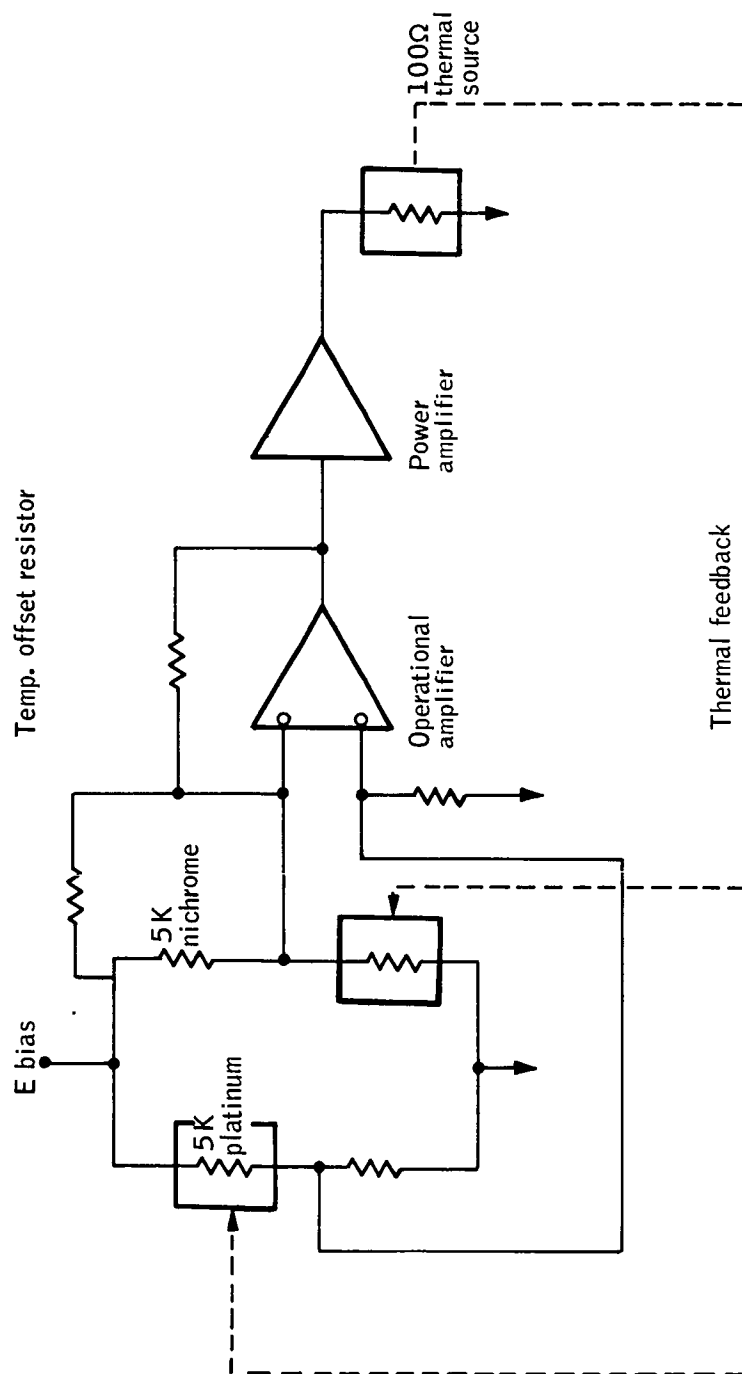 Temp. offset resistor
E bias
5K
nichrome
5K
platinum
Operational
amplifier
Power
amplifier
100Ω
thermal
source
Thermal feedback